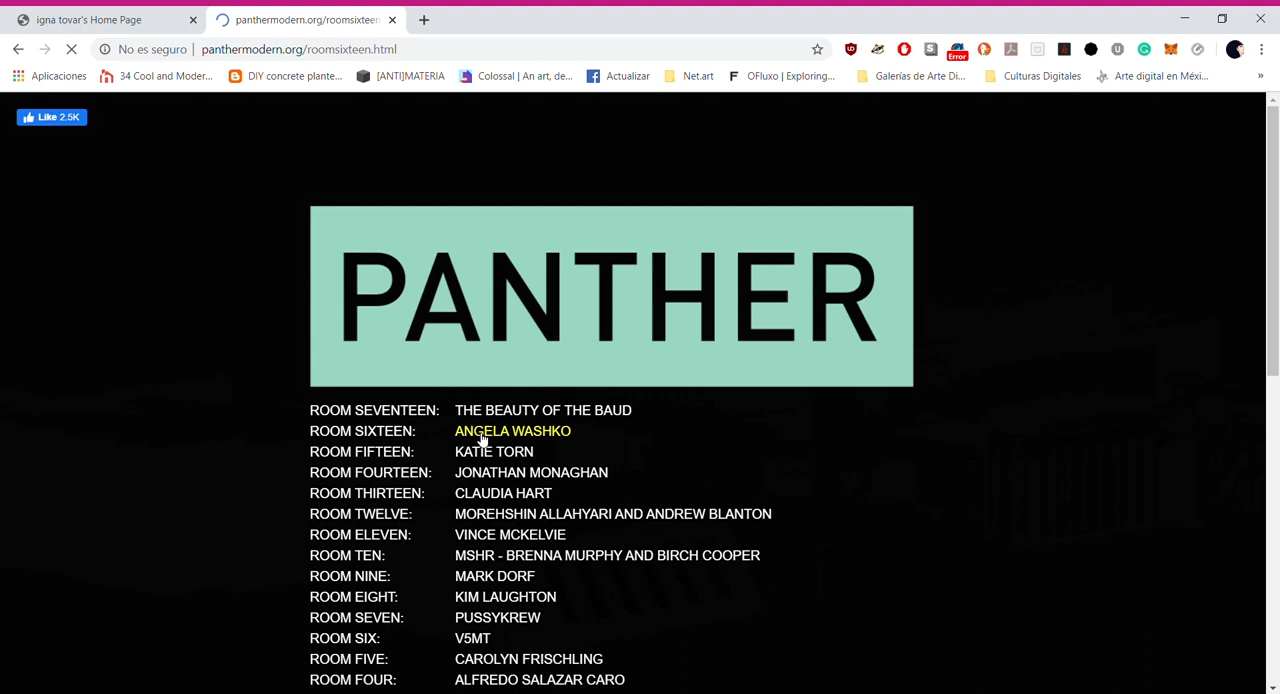 igna tovar's Home Page
panthermodern.org/roomsixteen
No es seguro | panthermodern.org/roomsixteen.html
UD
S
Error
U
Aplicaciones
34 Cool and Moder...
DIY concrete plante...
[ANTI]MATERIA
Colossal | An art, de...
Actualizar
Net.art
OFluxo | Exploring...
Galerías de Arte Di...
Culturas Digitales
Arte digital en Méxi...
»
Like 2.5K
PANTHER
ROOM SEVENTEEN: THE BEAUTY OF THE BAUD
ROOM SIXTEEN: ANGELA WASHKO
ROOM FIFTEEN: KATIE TORN
ROOM FOURTEEN: JONATHAN MONAGHAN
ROOM THIRTEEN: CLAUDIA HART
ROOM TWELVE: MOREHSHIN ALLAHYARI AND ANDREW BLANTON
ROOM ELEVEN: VINCE MCKELVIE
ROOM TEN: MSHR - BRENNA MURPHY AND BIRCH COOPER
ROOM NINE: MARK DORF
ROOM EIGHT: KIM LAUGHTON
ROOM SEVEN: PUSSYKREW
ROOM SIX: V5MT
ROOM FIVE: CAROLYN FRISCHLING
ROOM FOUR: ALFREDO SALAZAR CARO